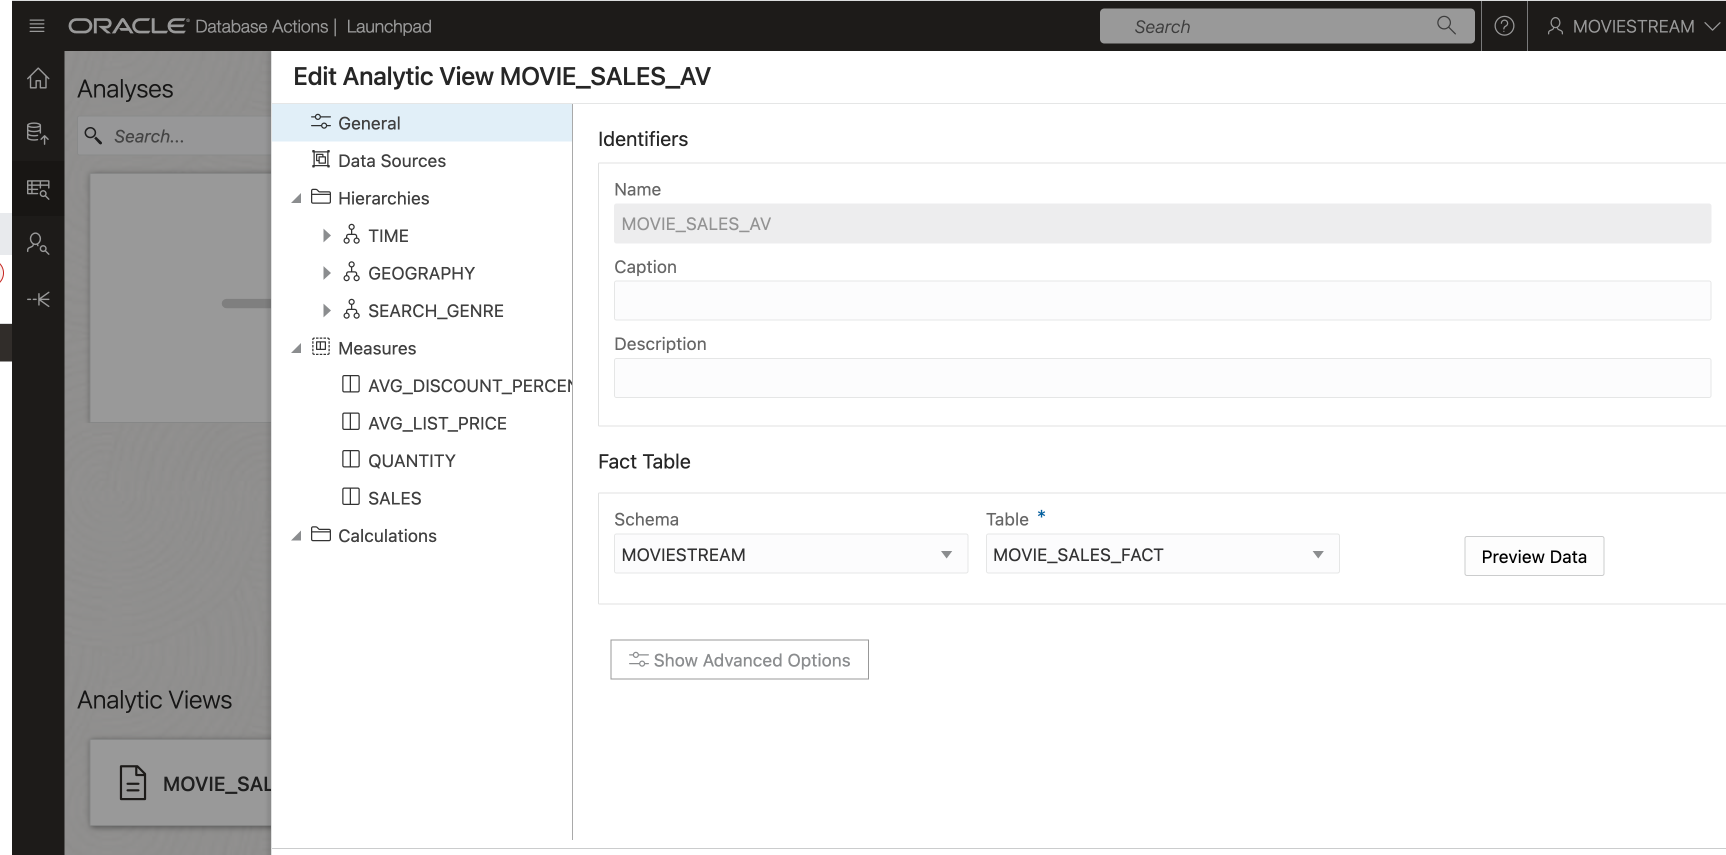 ORACLE Database Actions | Launchpad
Search
MOVIESTREAM
Analyses
Search...
Analytic Views
MOVIE_SAL
Edit Analytic View MOVIE_SALES_AV
General
Data Sources
Hierarchies
TIME
GEOGRAPHY
SEARCH_GENRE
Measures
AVG_DISCOUNT_PERCEN
AVG_LIST_PRICE
QUANTITY
SALES
Calculations
Identifiers
Name
MOVIE_SALES_AV
Caption
Description
Fact Table
Schema
MOVIESTREAM
Table *
MOVIE_SALES_FACT
Preview Data
Show Advanced Options